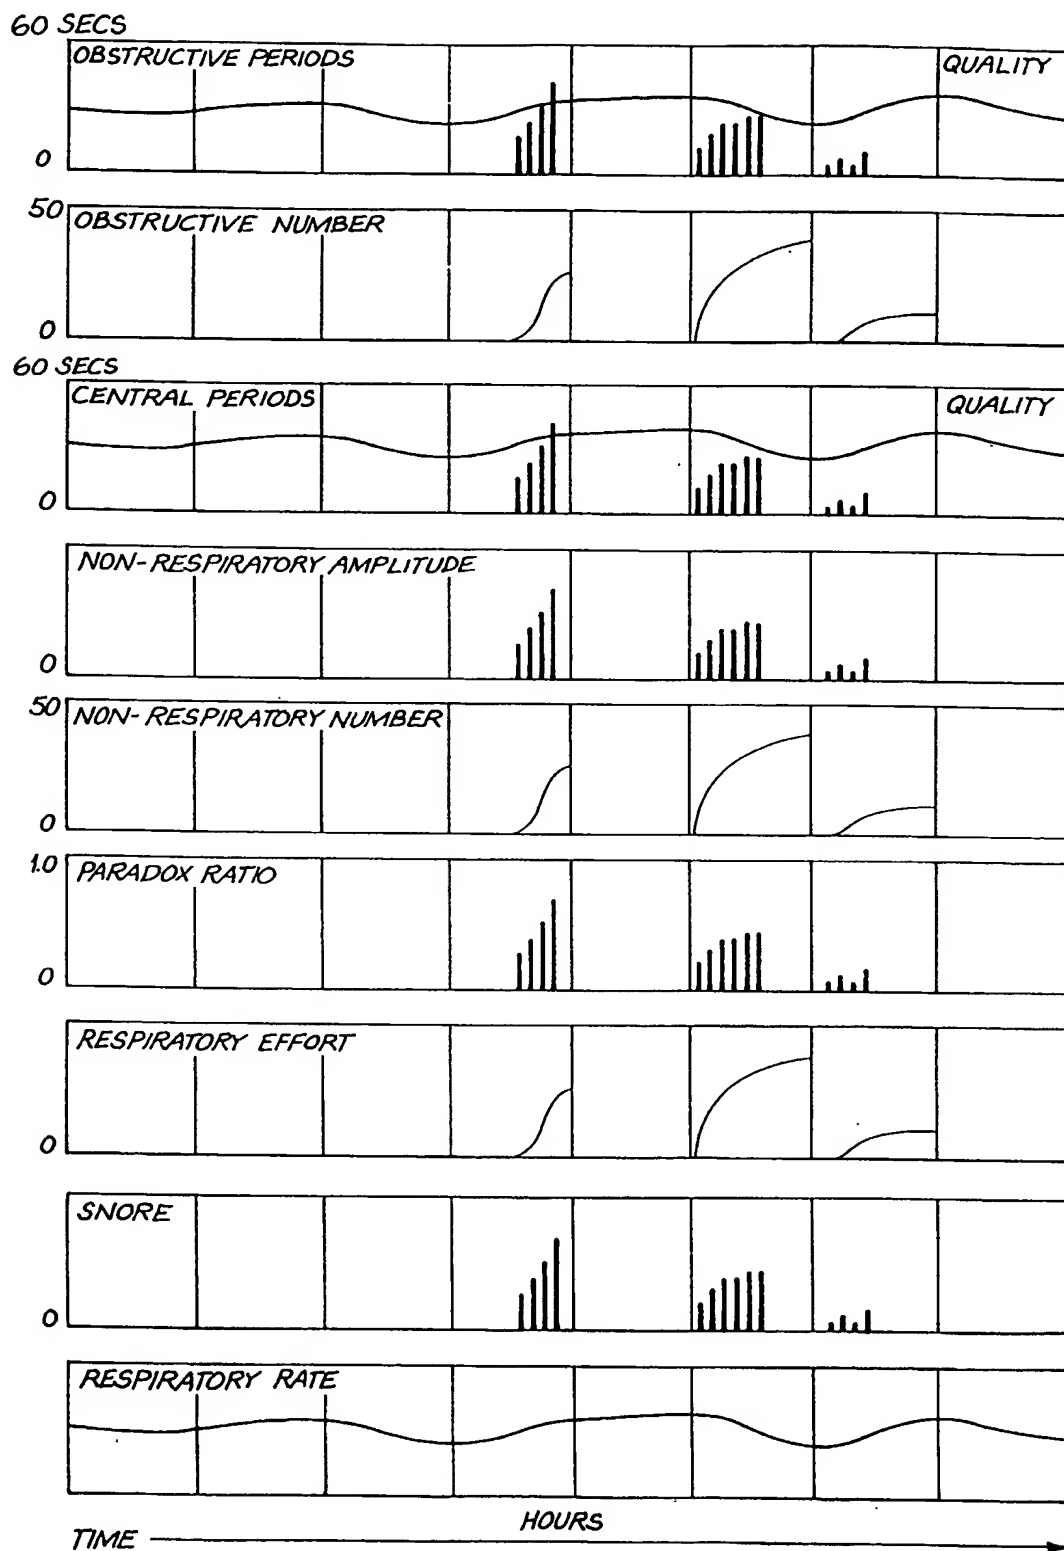 60 SECS
OBSTRUCTIVE PERIODS QUALITY
0
50
OBSTRUCTIVE NUMBER
0
60 SECS
CENTRAL PERIODS QUALITY
0
NON-RESPIRATORY AMPLITUDE
0
50
NON-RESPIRATORY NUMBER
0
1.0
PARADOX RATIO
0
RESPIRATORY EFFORT
0
SNORE
0
RESPIRATORY RATE
HOURS
TIME